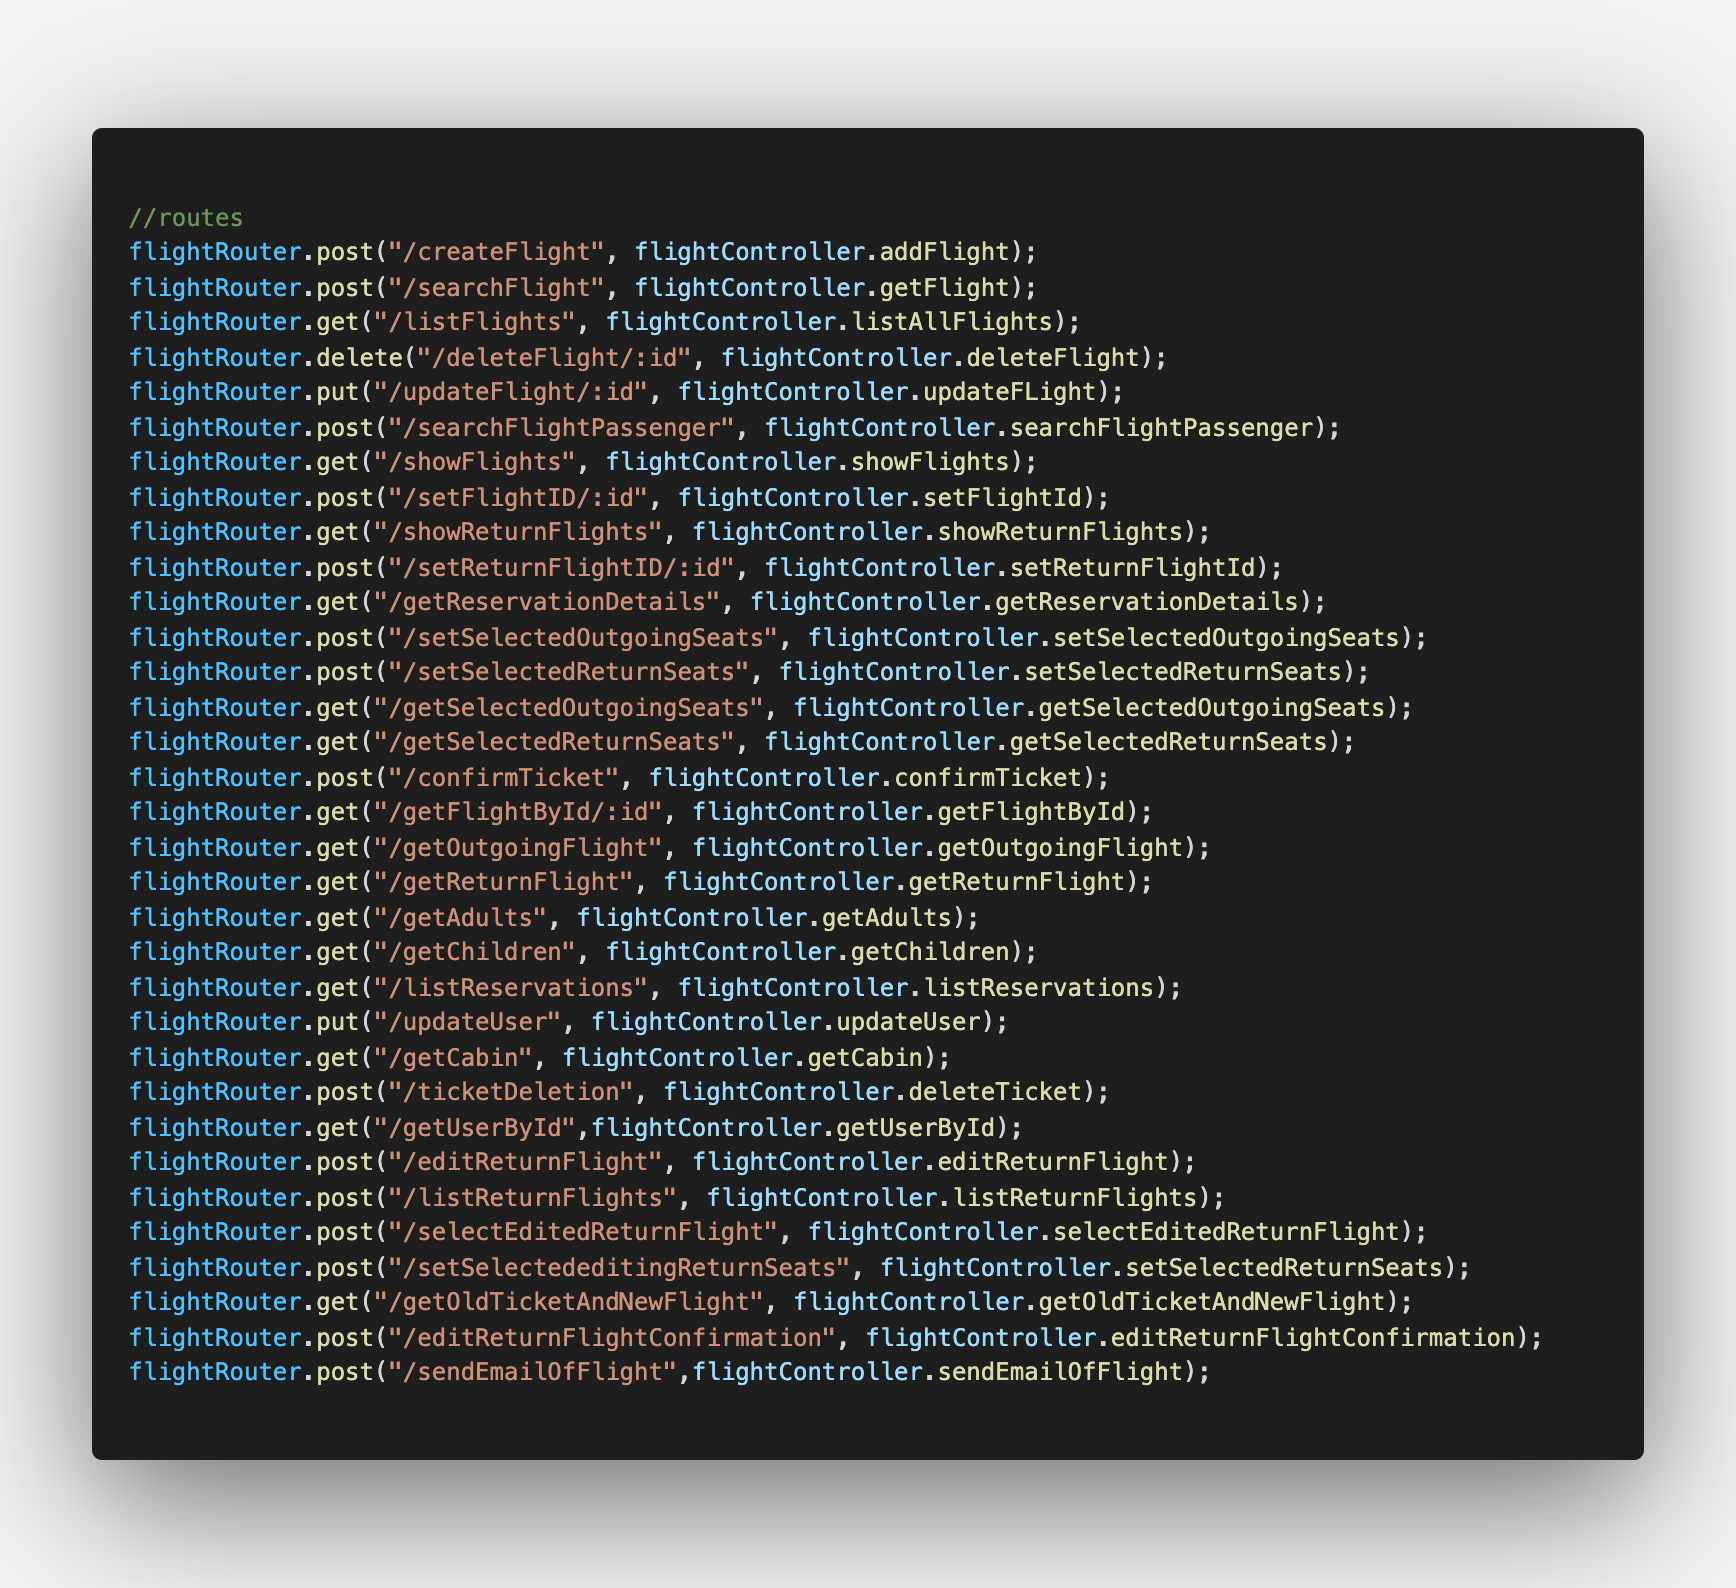 //routes
flightRouter.post("/createFlight", flightController.addFlight);
flightRouter.post("/searchFlight", flightController.getFlight);
flightRouter.get("/listFlights", flightController.listAllFlights);
flightRouter.delete("/deleteFlight/:id", flightController.deleteFlight);
flightRouter.put("/updateFlight/:id", flightController.updateFLight);
flightRouter.post("/searchFlightPassenger", flightController.searchFlightPassenger);
flightRouter.get("/showFlights", flightController.showFlights);
flightRouter.post("/setFlightID/:id", flightController.setFlightId);
flightRouter.get("/showReturnFlights", flightController.showReturnFlights);
flightRouter.post("/setReturnFlightID/:id", flightController.setReturnFlightId);
flightRouter.get("/getReservationDetails", flightController.getReservationDetails);
flightRouter.post("/setSelectedOutgoingSeats", flightController.setSelectedOutgoingSeats);
flightRouter.post("/setSelectedReturnSeats", flightController.setSelectedReturnSeats);
flightRouter.get("/getSelectedOutgoingSeats", flightController.getSelectedOutgoingSeats);
flightRouter.get("/getSelectedReturnSeats", flightController.getSelectedReturnSeats);
flightRouter.post("/confirmTicket", flightController.confirmTicket);
flightRouter.get("/getFlightById/:id", flightController.getFlightById);
flightRouter.get("/getOutgoingFlight", flightController.getOutgoingFlight);
flightRouter.get("/getReturnFlight", flightController.getReturnFlight);
flightRouter.get("/getAdults", flightController.getAdults);
flightRouter.get("/getChildren", flightController.getChildren);
flightRouter.get("/listReservations", flightController.listReservations);
flightRouter.put("/updateUser", flightController.updateUser);
flightRouter.get("/getCabin", flightController.getCabin);
flightRouter.post("/ticketDeletion", flightController.deleteTicket);
flightRouter.get("/getUserById",flightController.getUserById);
flightRouter.post("/editReturnFlight", flightController.editReturnFlight);
flightRouter.post("/listReturnFlights", flightController.listReturnFlights);
flightRouter.post("/selectEditedReturnFlight", flightController.selectEditedReturnFlight);
flightRouter.post("/setSelectededitingReturnSeats", flightController.setSelectedReturnSeats);
flightRouter.get("/getOldTicketAndNewFlight", flightController.getOldTicketAndNewFlight);
flightRouter.post("/editReturnFlightConfirmation", flightController.editReturnFlightConfirmation);
flightRouter.post("/sendEmailOfFlight",flightController.sendEmailOfFlight);